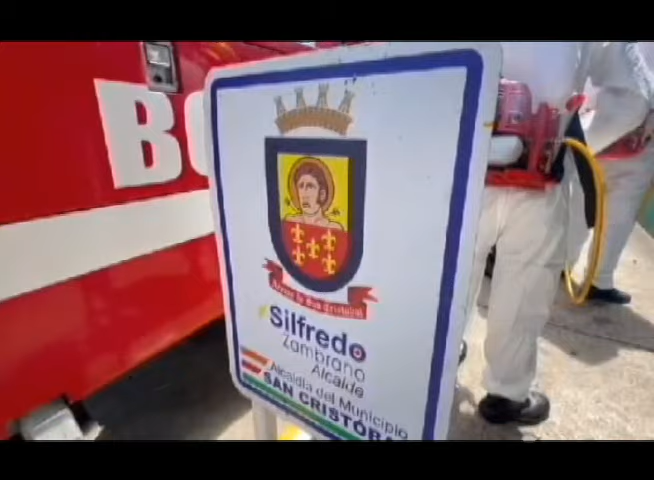 BO
Silfredo
Zambrano
Alcalde
Alcaldía del Municipio
SAN CRISTÓBA